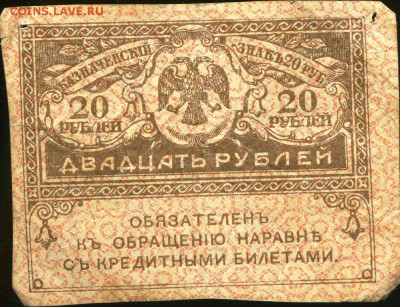 COINS.LAVE.RU
КАЗНАЧЕЙСКІЙ ЗНАКЪ 20 РУБ.
20 РУБЛЕЙ
20 РУБЛЕЙ
ДВАДЦАТЬ РУБЛЕЙ
ОБЯЗАТЕЛЕНЪ
КЪ ОБРАЩЕНІЮ НАРАВНѢ
СЪ КРЕДИТНЫМИ БИЛЕТАМИ.